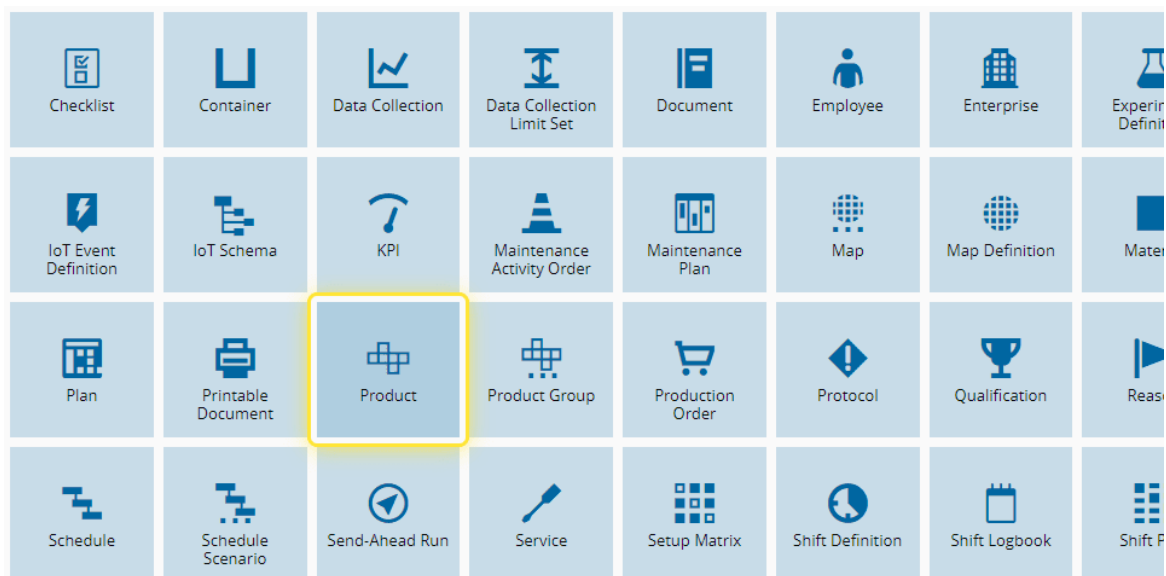 Checklist
Container
Data Collection
Data Collection
Limit Set
Document
Employee
Enterprise
IoT Event
Definition
IoT Schema
KPI
Maintenance
Activity Order
Maintenance
Plan
Map
Map Definition
Plan
Printable
Document
Product
Product Group
Production
Order
Protocol
Qualification
Schedule
Schedule
Scenario
Send-Ahead Run
Service
Setup Matrix
Shift Definition
Shift Logbook
Shift